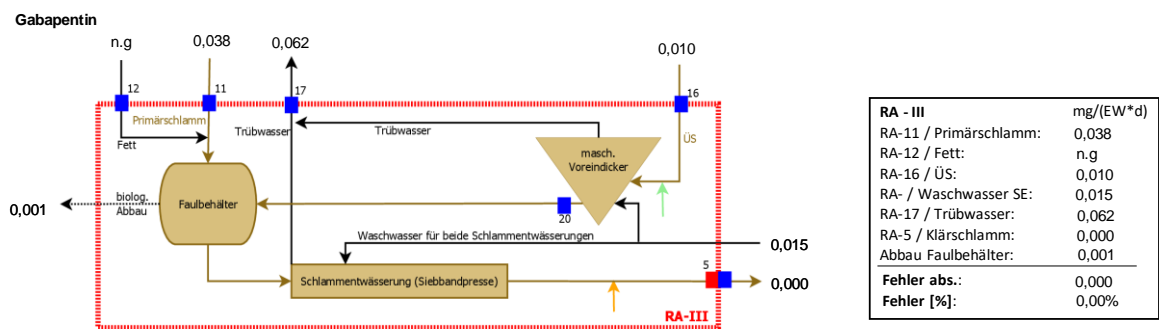 Gabapentin
n.g
0,038
0,062
0,010
12
11
17
16
Primärschlamm
Trübwasser
Trübwasser
Fett
ÜS
masch.
Voreindicker
biolog.
Abbau
0,001
Faulbehälter
20
Waschwasser für beide Schlammentwässerungen
0,015
Schlammentwässerung (Siebbandpresse)
5
0,000
RA-III
RA - III mg/(EW*d)
RA-11 / Primärschlamm: 0,038
RA-12 / Fett: n.g
RA-16 / ÜS: 0,010
RA- / Waschwasser SE: 0,015
RA-17 / Trübwasser: 0,062
RA-5 / Klärschlamm: 0,000
Abbau Faulbehälter: 0,001
Fehler abs.: 0,000
Fehler [%]: 0,00%